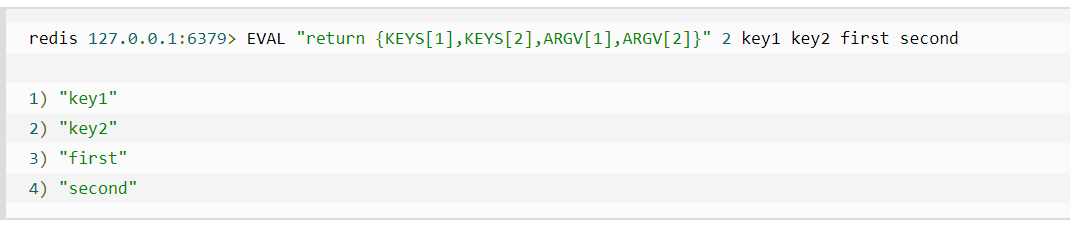 redis 127.0.0.1:6379> EVAL "return {KEYS[1],KEYS[2],ARGV[1],ARGV[2]}" 2 key1 key2 first second
1) "key1"
2) "key2"
3) "first"
4) "second"